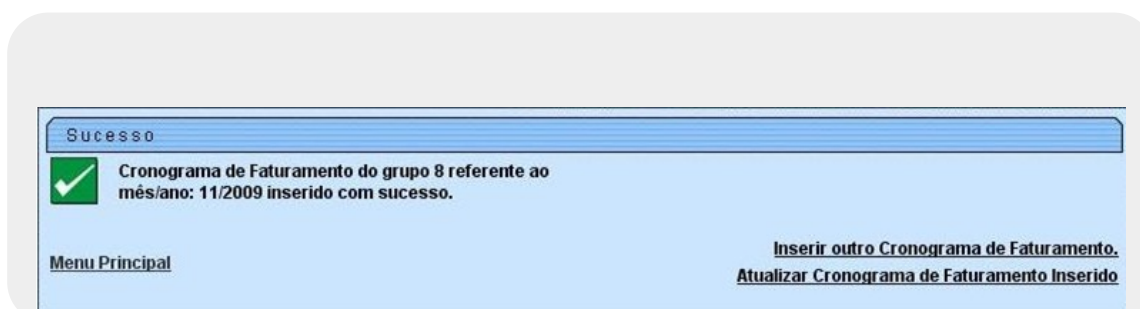 Sucesso
Cronograma de Faturamento do grupo 8 referente ao
mês/ano: 11/2009 inserido com sucesso.
Inserir outro Cronograma de Faturamento.
Menu Principal
Atualizar Cronograma de Faturamento Inserido